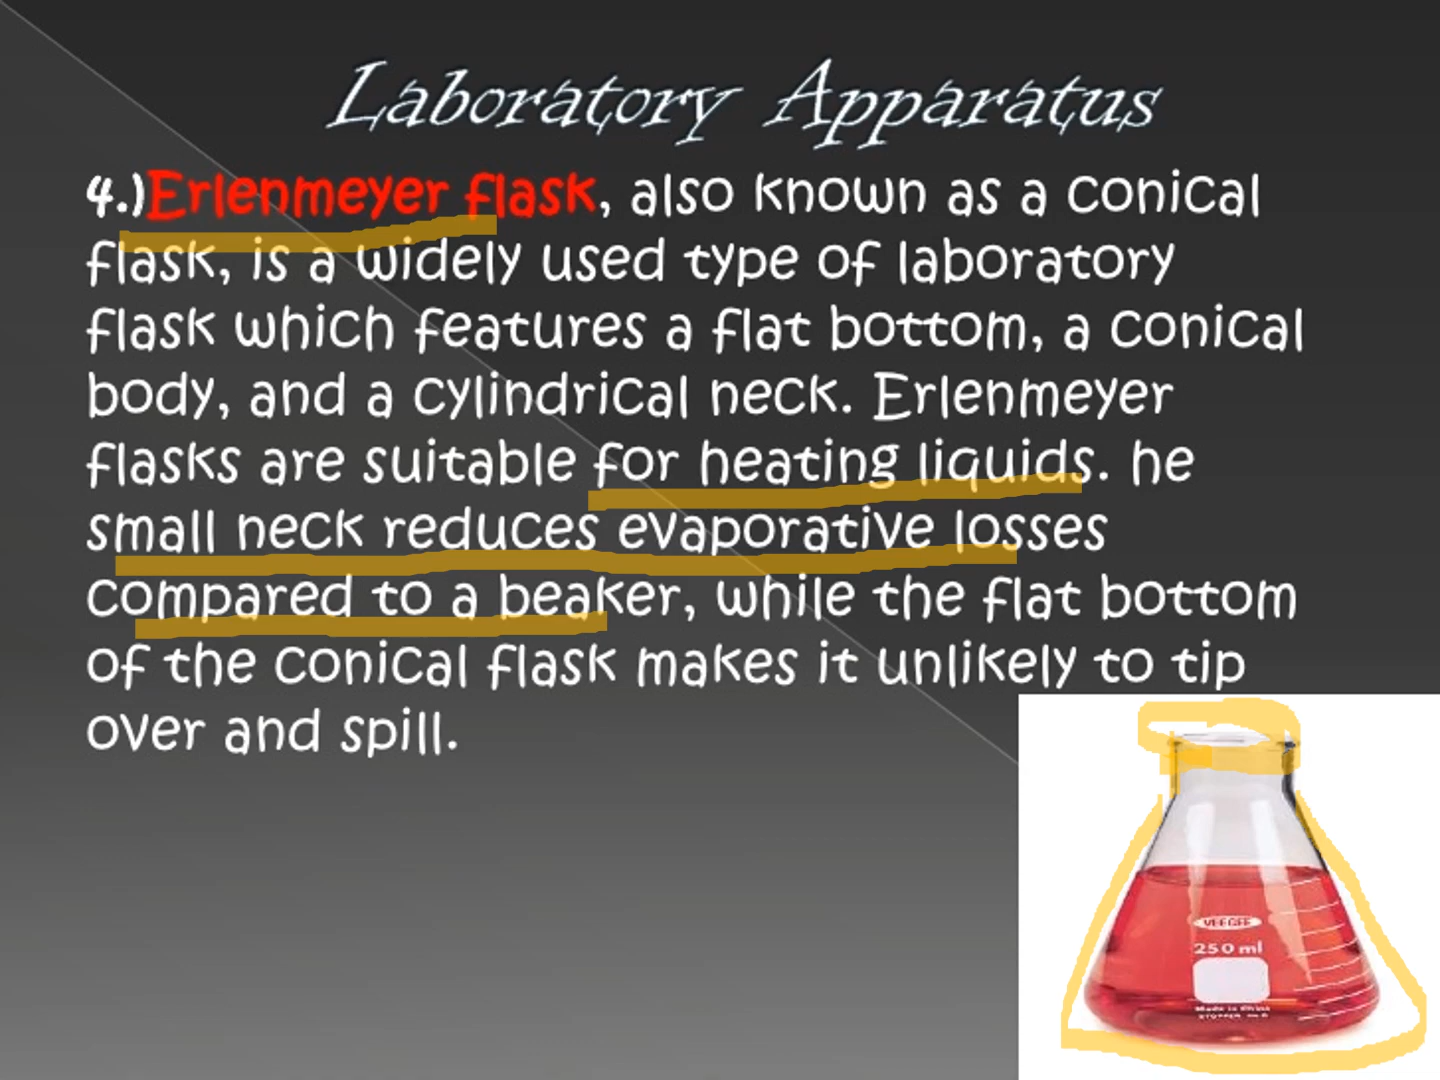 Laboratory Apparatus
4.)Erlenmeyer flask, also known as a conical
flask, is a widely used type of laboratory
flask which features a flat bottom, a conical
body, and a cylindrical neck. Erlenmeyer
flasks are suitable for heating liquids. he
small neck reduces evaporative losses
compared to a beaker, while the flat bottom
of the conical flask makes it unlikely to tip
over and spill.
250 ml
Made in
STOPPER